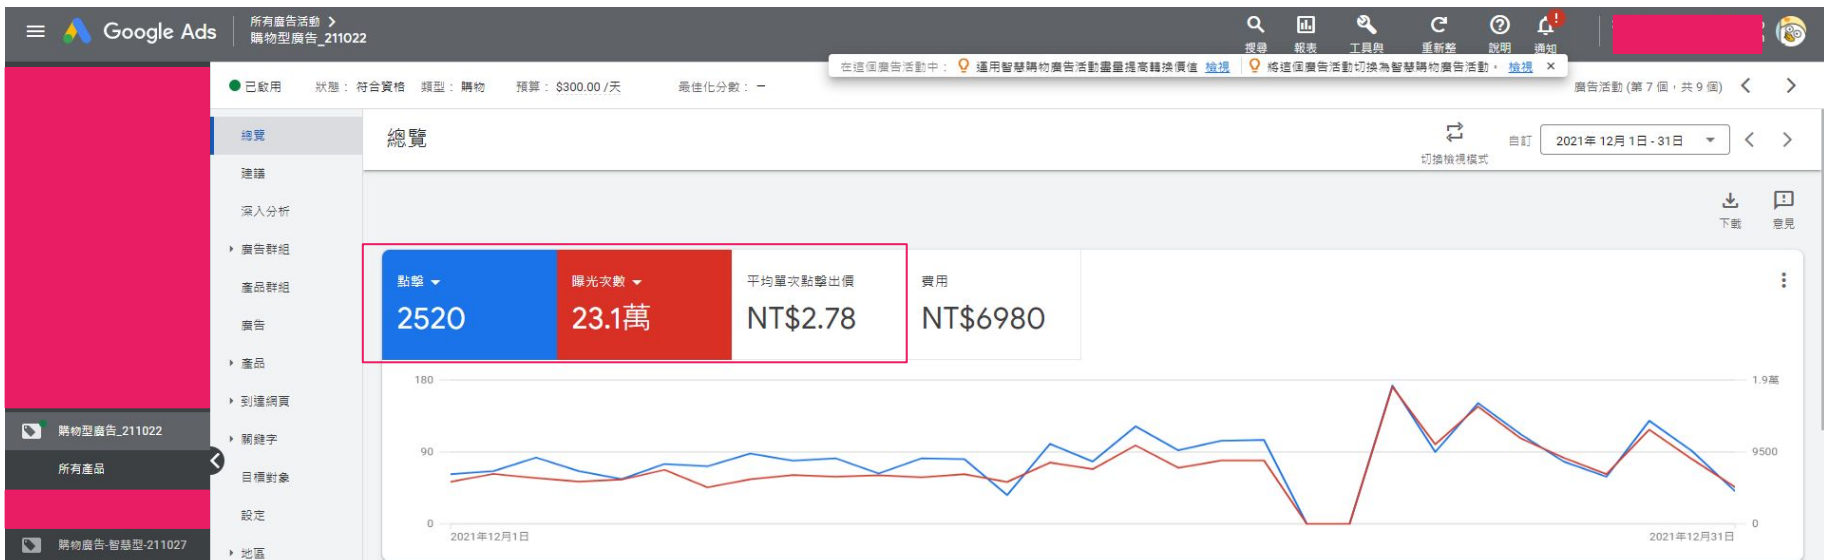 Google Ads
所有廣告活動 >
購物型廣告_211022
搜尋
報表
工具與
重新整
說明
通知
在這個廣告活動中： 運用智慧購物廣告活動盡量提高轉換價值 檢視 將這個廣告活動切換為智慧購物廣告活動。 檢視 ×
已啟用 狀態： 符合資格 類型： 購物 預算： $300.00 /天 最佳化分數： —
廣告活動 (第 7 個，共 9 個)
總覽
建議
深入分析
廣告群組
產品群組
廣告
產品
到達網頁
關鍵字
目標對象
設定
地區
購物型廣告_211022
所有產品
購物廣告-智慧型-211027
總覽
切換檢視模式
自訂 2021年 12月 1日 - 31日
下載
意見
點擊
2520
曝光次數
23.1萬
平均單次點擊出價
NT$2.78
費用
NT$6980
180
90
0
1.9萬
9500
0
2021年12月1日
2021年12月31日